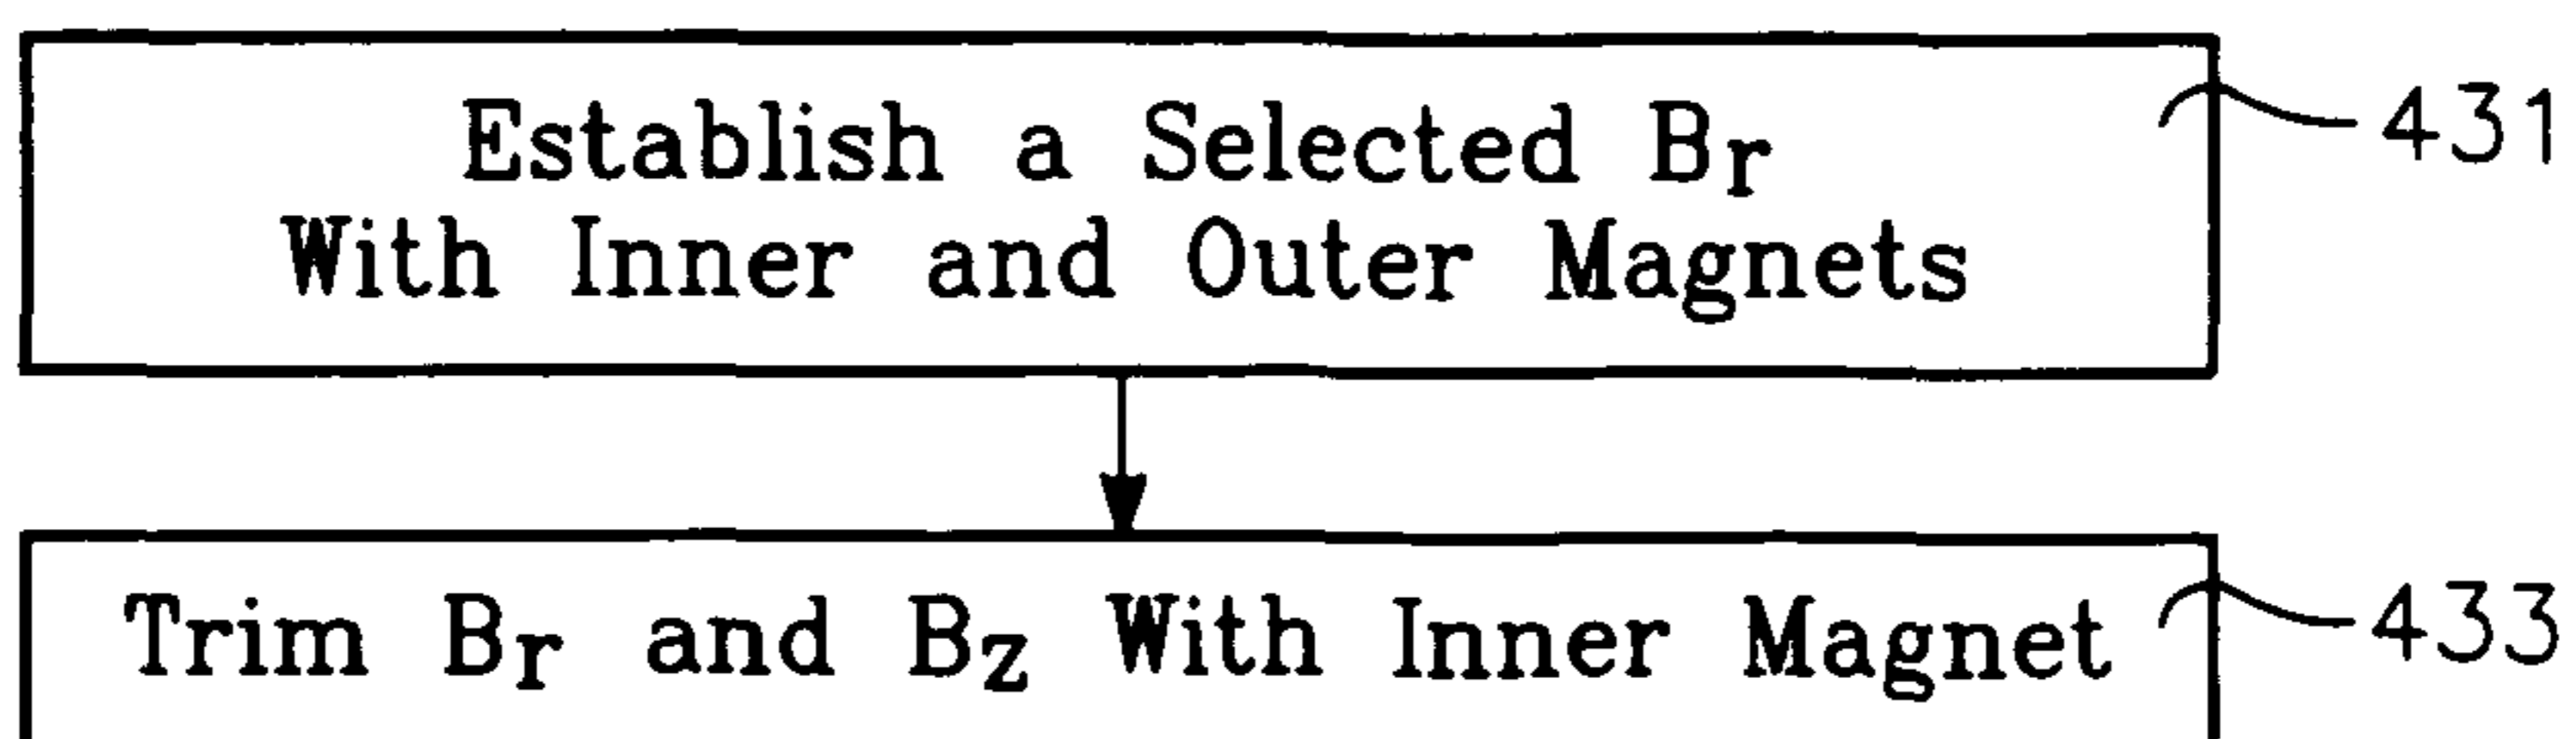 Establish a Selected Br
With Inner and Outer Magnets
431
Trim Br and Bz With Inner Magnet
433